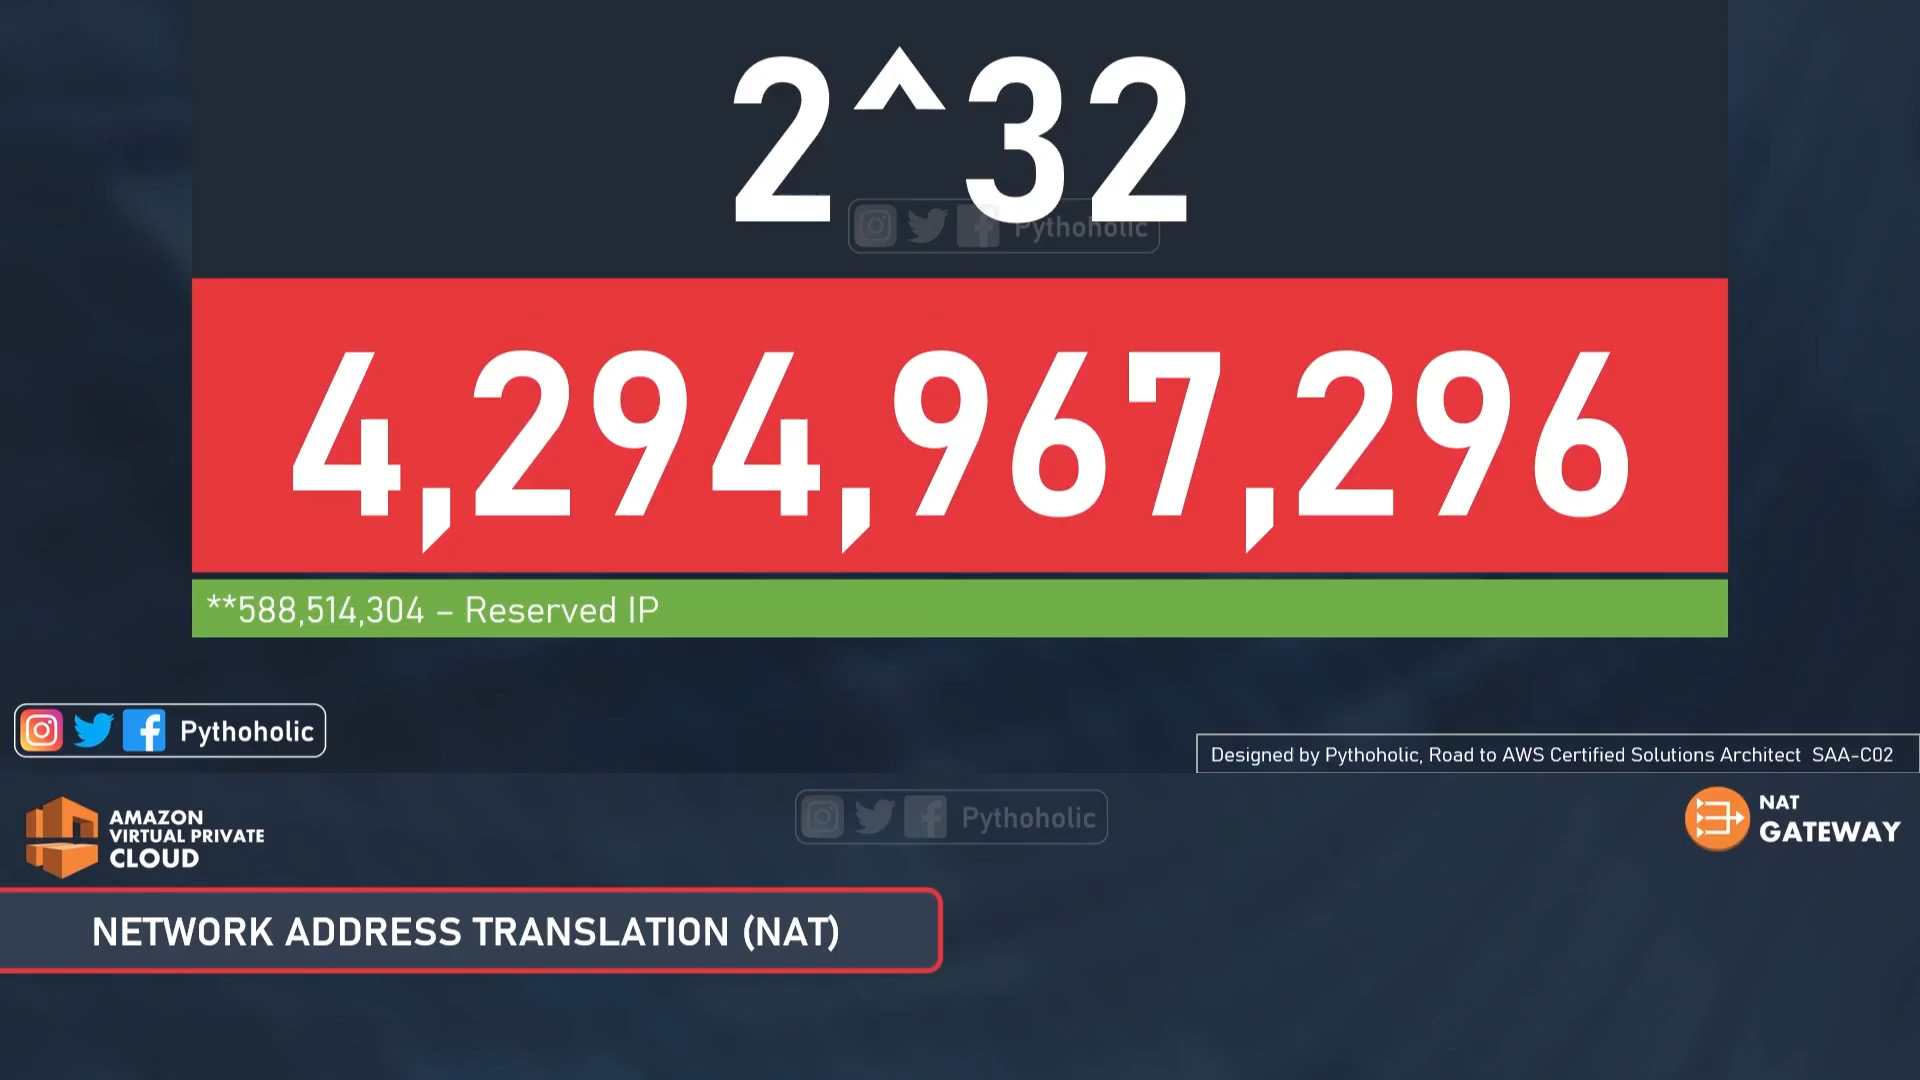 2^32
Pythoholic
4,294,967,296
**588,514,304 – Reserved IP
Pythoholic
Designed by Pythoholic, Road to AWS Certified Solutions Architect SAA-C02
AMAZON
VIRTUAL PRIVATE
CLOUD
Pythoholic
NAT
GATEWAY
NETWORK ADDRESS TRANSLATION (NAT)